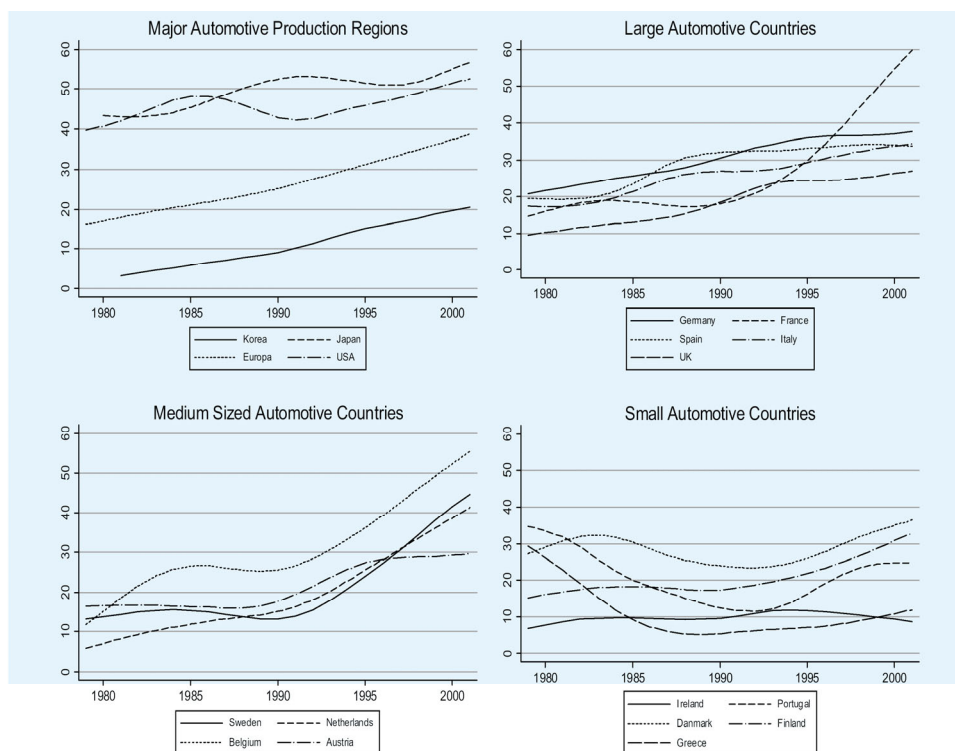 Major Automotive Production Regions
60
50
40
30
20
10
0
1980 1985 1990 1995 2000
Korea Japan
Europa USA
Large Automotive Countries
60
50
40
30
20
10
0
1980 1985 1990 1995 2000
Germany France
Spain Italy
UK
Medium Sized Automotive Countries
60
50
40
30
20
10
0
1980 1985 1990 1995 2000
Sweden Netherlands
Belgium Austria
Small Automotive Countries
60
50
40
30
20
10
0
1980 1985 1990 1995 2000
Ireland Portugal
Danmark Finland
Greece